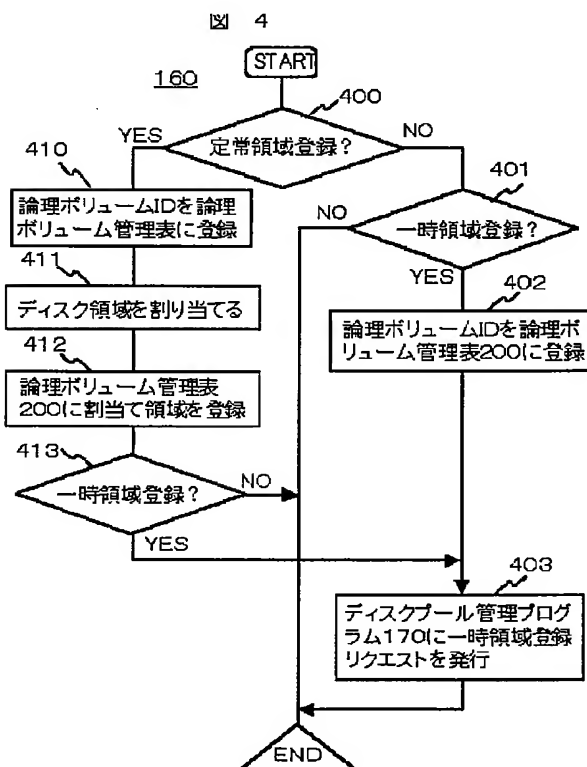 図 4
160
START
400
定常領域登録?
YES
NO
410
論理ボリュームIDを論理
ボリューム管理表に登録
411
ディスク領域を割り当てる
412
論理ボリューム管理表
200に割当て領域を登録
413
一時領域登録?
NO
YES
401
一時領域登録?
NO
YES
402
論理ボリュームIDを論理ボ
リューム管理表200に登録
403
ディスクプール管理プログ
ラム170に一時領域登録
リクエストを発行
END